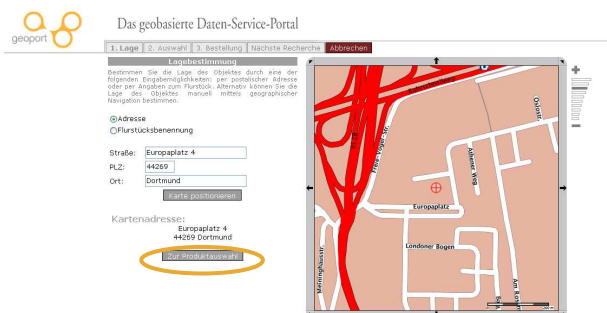 geoport
Das geobasierte Daten-Service-Portal
1. Lage 2. Auswahl 3. Bestellung Nächste Recherche Abbrechen
Lagebestimmung
Bestimmen Sie die Lage des Objektes durch eine der
folgenden Eingabemöglichkeiten: per postalischer Adresse
oder per Angaben zum Flurstück. Alternativ können Sie die
Lage des Objektes manuell mittels geographischer
Navigation bestimmen.
Adresse
Flurstücksbenennung
Straße: Europaplatz 4
PLZ: 44269
Ort: Dortmund
Karte positionieren
Kartenadresse:
Europaplatz 4
44269 Dortmund
Zur Produktauswahl
Oslostr.
Athener Weg
Europaplatz
Londoner Bogen
Meininghausstr.